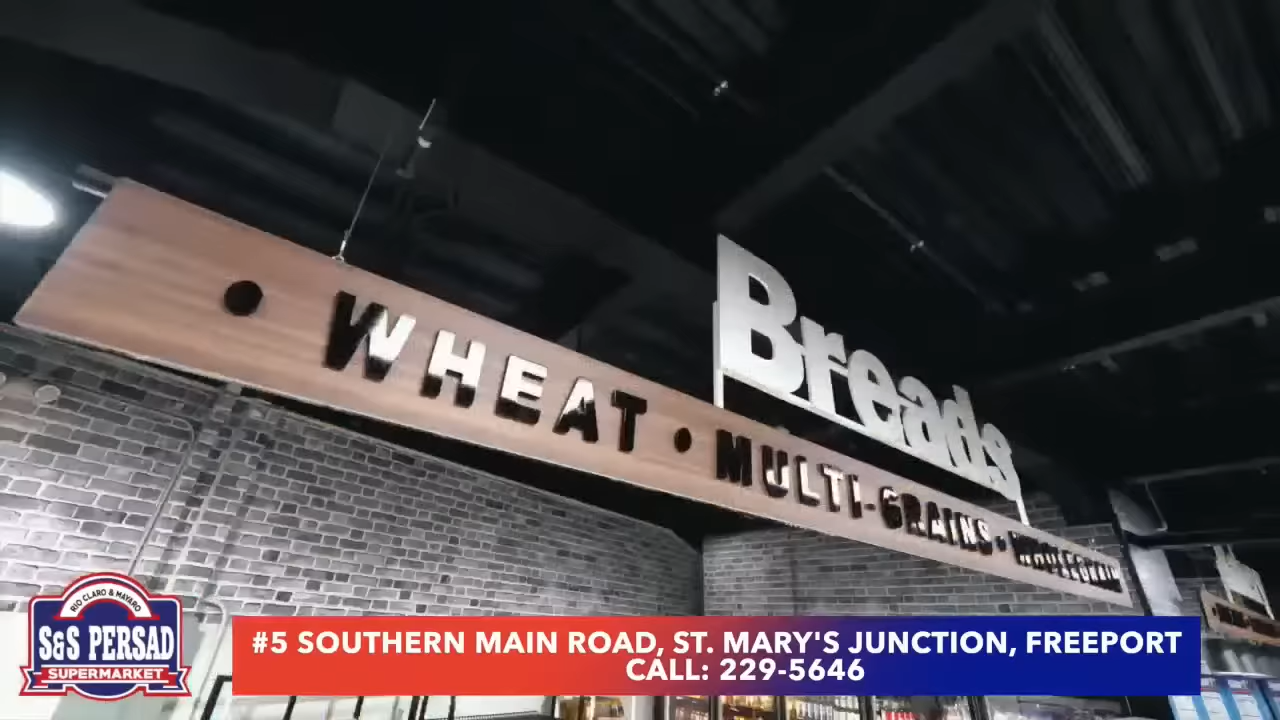 Breads
• WHEAT • MULTI-GRAINS • WHOLEGRAIN
RIO CLARO & MAYARO
S&S PERSAD
SUPERMARKET
#5 SOUTHERN MAIN ROAD, ST. MARY'S JUNCTION, FREEPORT
CALL: 229-5646